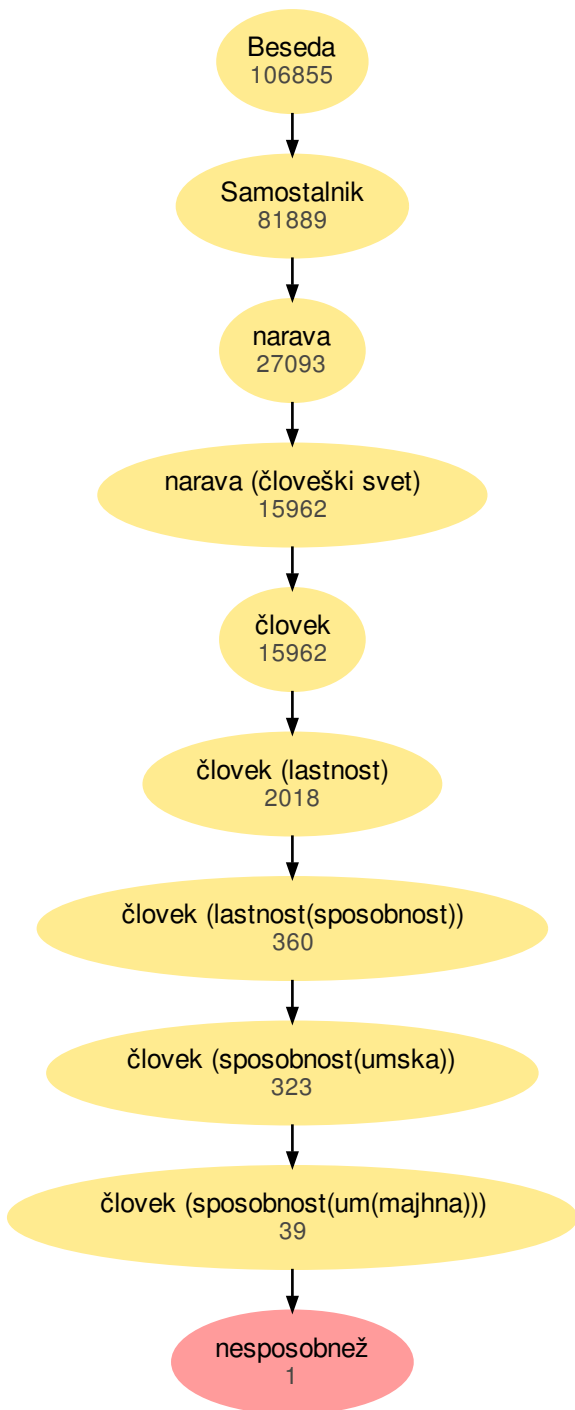 Beseda
106855
Samostalnik
81889
narava
27093
narava (človeški svet)
15962
človek
15962
človek (lastnost)
2018
človek (lastnost(sposobnost))
360
človek (sposobnost(umska))
323
človek (sposobnost(um(majhna)))
39
nesposobnež
1